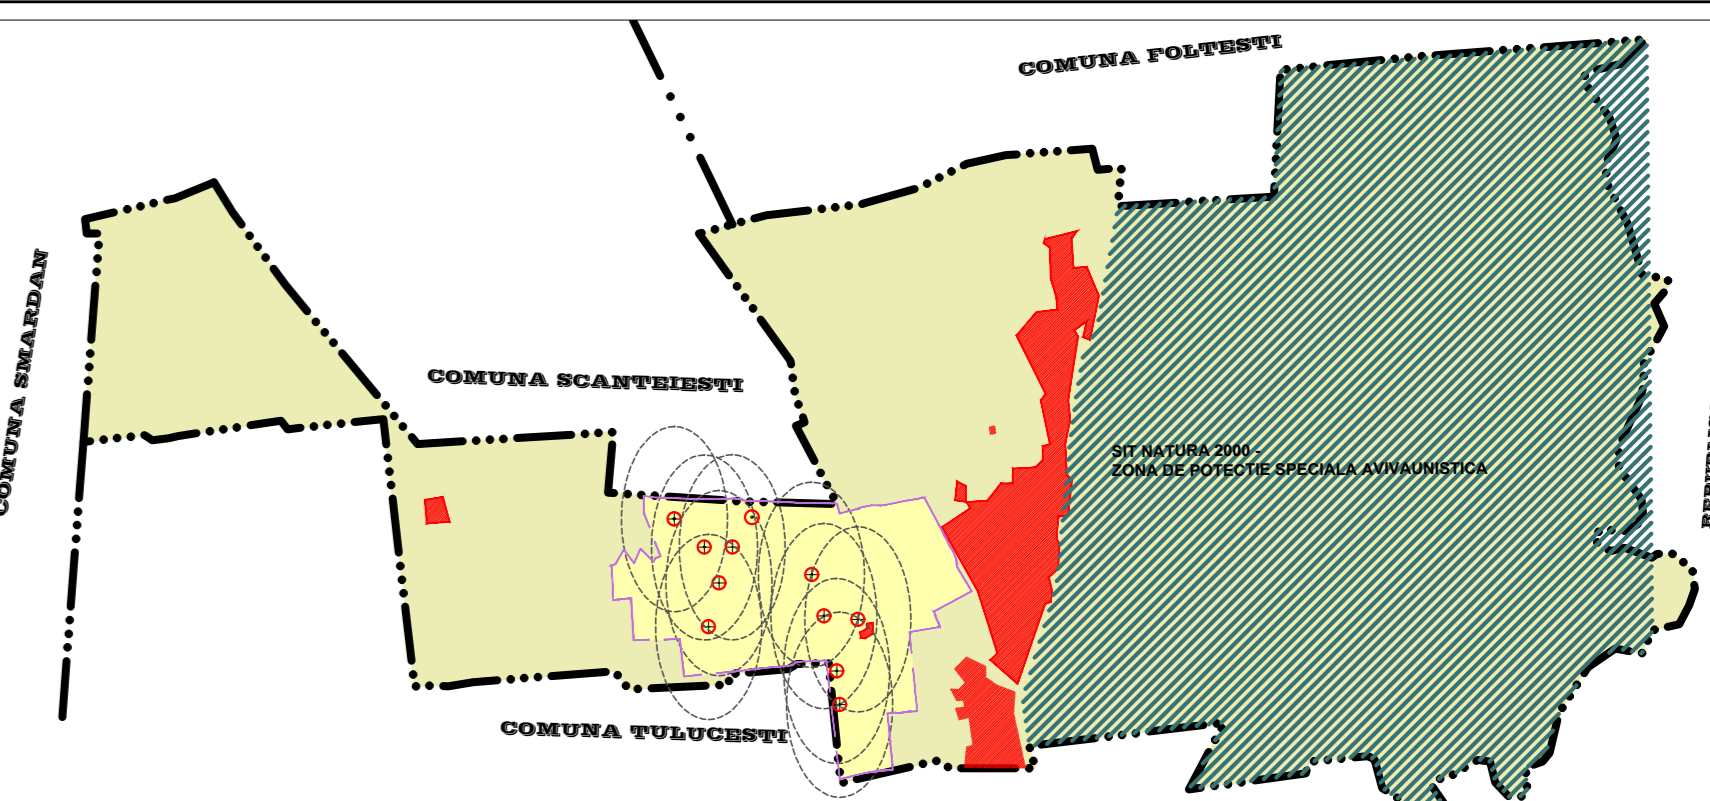 COMUNA FOLTESTI
COMUNA SMARDAN
COMUNA SCANTEIESTI
SIT NATURA 2000 -
ZONA DE POTECTIE SPECIALA AVIVAUNISTICA
COMUNA TULUCESTI